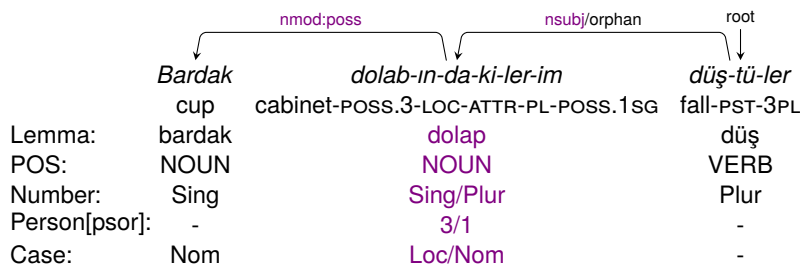 nmod:poss nsubj/orphan root
Bardak dolab-ın-da-ki-ler-im düş-tü-ler
cup cabinet-POSS.3-LOC-ATTR-PL-POSS.1SG fall-PST-3PL
Lemma: bardak dolap düş
POS: NOUN NOUN VERB
Number: Sing Sing/Plur Plur
Person[psor]: - 3/1 -
Case: Nom Loc/Nom -